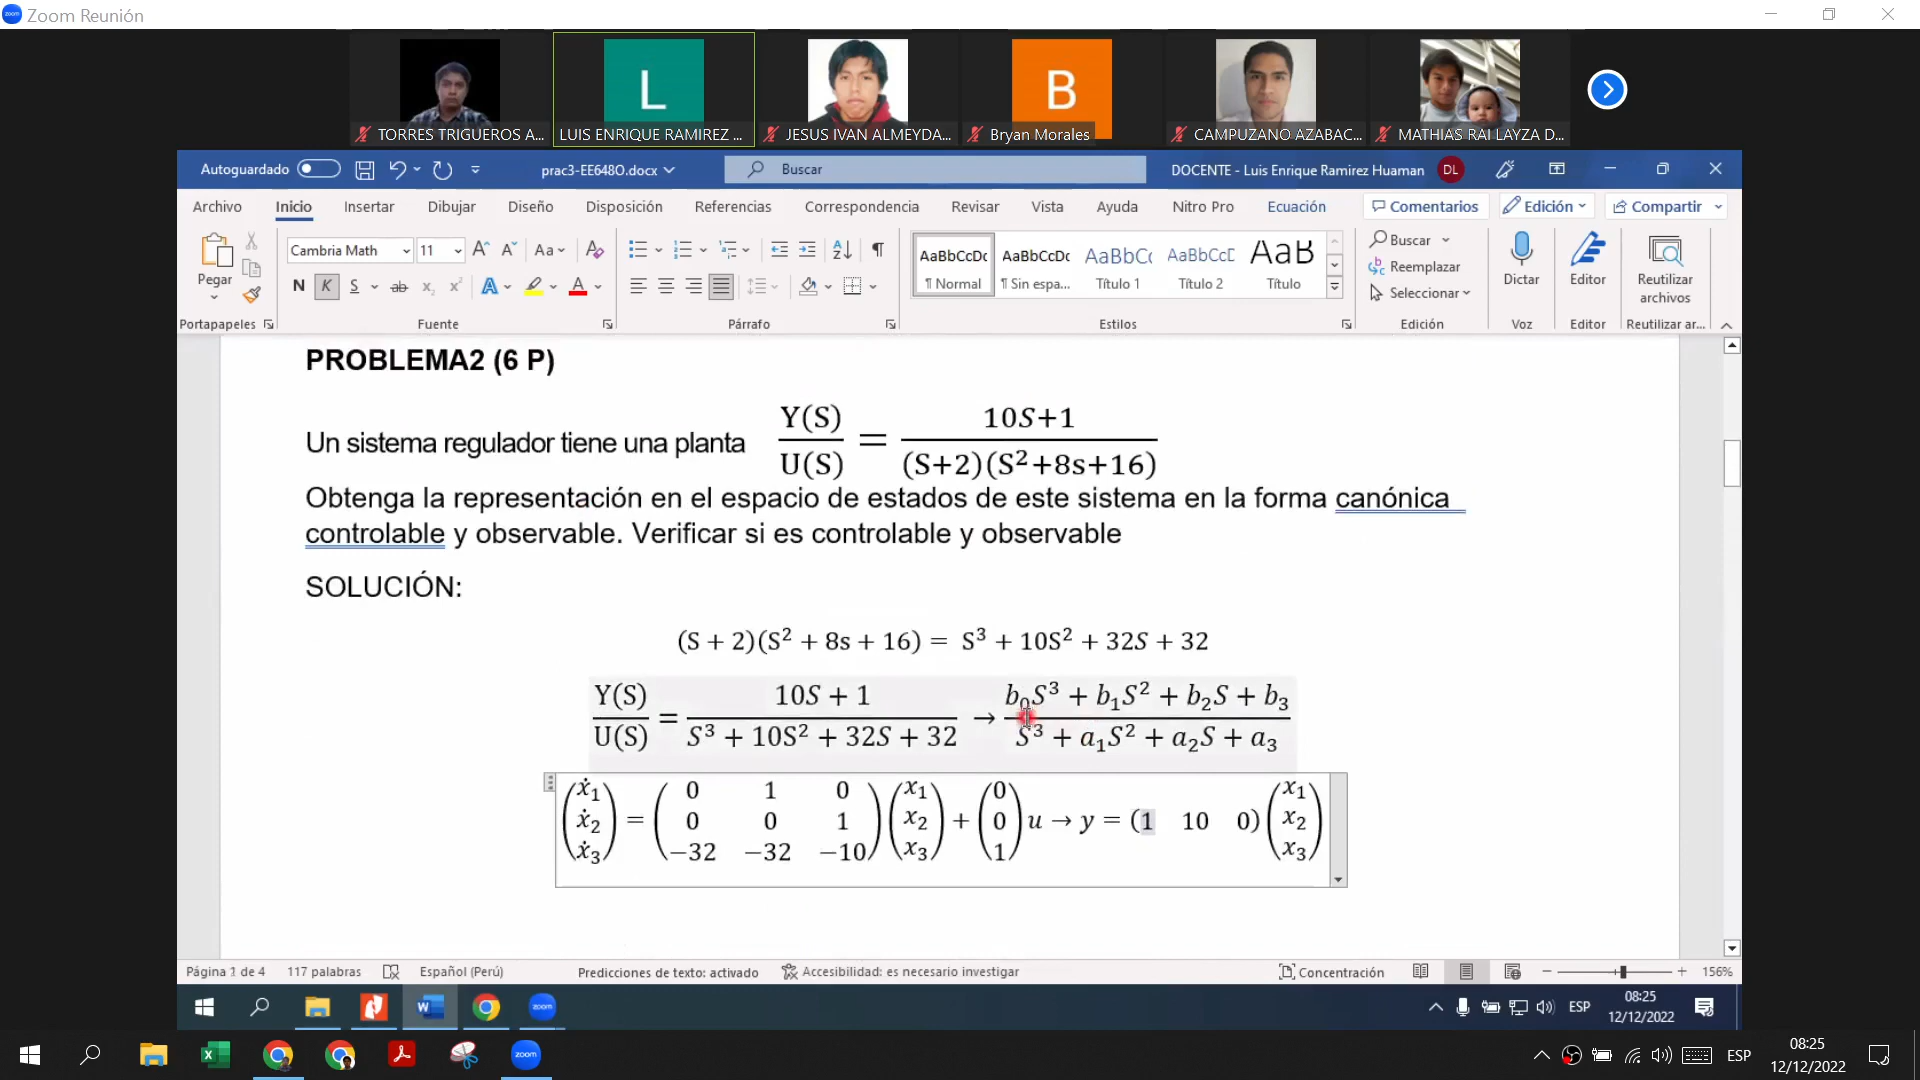 Zoom Reunión
L
B
TORRES TRIGUEROS A...
LUIS ENRIQUE RAMIREZ ...
JESUS IVAN ALMEYDA...
Bryan Morales
CAMPUZANO AZABAC...
MATHIAS RAI LAYZA D...
Autoguardado
prac3-EE648O.docx
Buscar
DOCENTE - Luis Enrique Ramirez Huaman
DL
Archivo Inicio Insertar Dibujar Diseño Disposición Referencias Correspondencia Revisar Vista Ayuda Nitro Pro Ecuación Comentarios Edición Compartir
Pegar
Cambria Math 11
N K S ab
AaBbCcDc ¶ Normal
AaBbCcDc ¶ Sin espa...
AaBbCc Título 1
AaBbCcD Título 2
AaB Título
Buscar
Reemplazar
Seleccionar
Dictar
Editor
Reutilizar archivos
Portapapeles Fuente Párrafo Estilos Edición Voz Editor Reutilizar ar...
PROBLEMA2 (6 P)
Un sistema regulador tiene una planta Y(S)/U(S) = 10S+1/(S+2)(S²+8s+16)
Obtenga la representación en el espacio de estados de este sistema en la forma canónica
controlable y observable. Verificar si es controlable y observable
SOLUCIÓN:
(S + 2)(S² + 8s + 16) = S³ + 10S² + 32S + 32
Y(S)/U(S) = 10S + 1/S³ + 10S² + 32S + 32 → b₀S³ + b₁S² + b₂S + b₃/S³ + a₁S² + a₂S + a₃
(ẋ₁ ẋ₂ ẋ₃) = (0 1 0 0 0 1 −32 −32 −10)(x₁ x₂ x₃) + (0 0 1)u → y = (1 10 0)(x₁ x₂ x₃)
Página 1 de 4 117 palabras Español (Perú) Predicciones de texto: activado Accesibilidad: es necesario investigar Concentración 156%
ESP
08:25
12/12/2022
zoom
ESP
08:25
12/12/2022